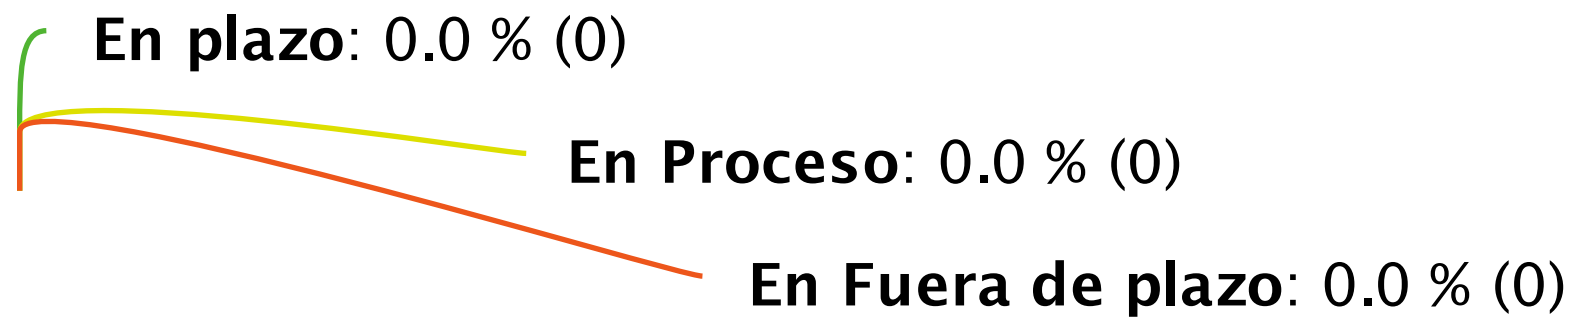 En plazo: 0.0 % (0)
En Proceso: 0.0 % (0)
En Fuera de plazo: 0.0 % (0)